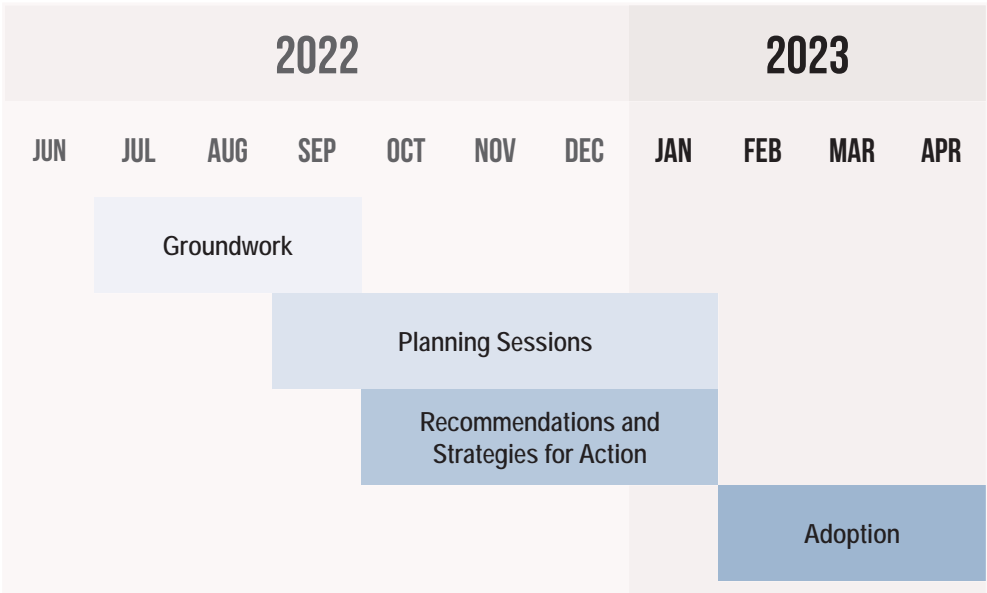 2022 2023
JUN JUL AUG SEP OCT NOV DEC JAN FEB MAR APR
Groundwork
Planning Sessions
Recommendations and
Strategies for Action
Adoption